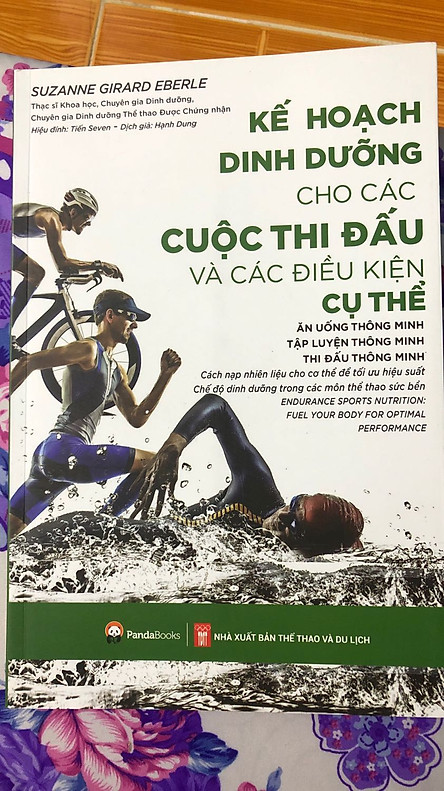 SUZANNE GIRARD EBERLE
Thạc sĩ Khoa học, Chuyên gia Dinh dưỡng,
Chuyên gia Dinh dưỡng Thể thao Được Chứng nhận
Hiệu đính: Tiến Seven - Dịch giả: Hạnh Dung
KẾ HOẠCH
DINH DƯỠNG
CHO CÁC
CUỘC THI ĐẤU
VÀ CÁC ĐIỀU KIỆN
CỤ THỂ
ĂN UỐNG THÔNG MINH
TẬP LUYỆN THÔNG MINH
THI ĐẤU THÔNG MINH
Cách nạp nhiên liệu cho cơ thể để tối ưu hiệu suất
Chế độ dinh dưỡng trong các môn thể thao sức bền
ENDURANCE SPORTS NUTRITION:
FUEL YOUR BODY FOR OPTIMAL
PERFORMANCE
PandaBooks
NHÀ XUẤT BẢN THỂ THAO VÀ DU LỊCH